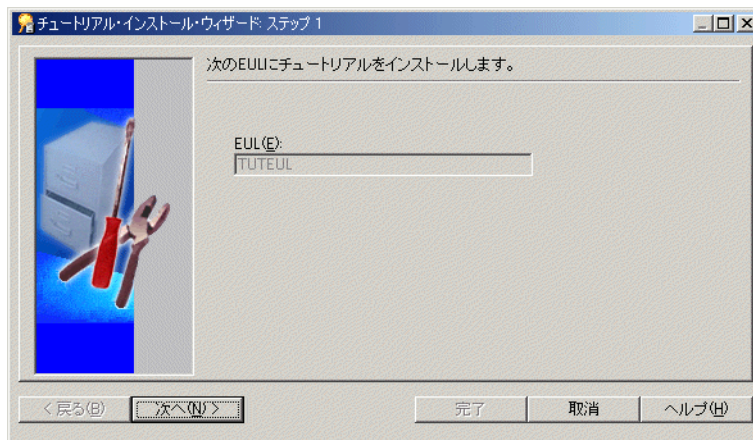 チュートリアル・インストール・ウィザード: ステップ 1
次のEULにチュートリアルをインストールします。
EUL(E):
TUTEUL
< 戻る(B)
次へ(N) >
完了
取消
ヘルプ(H)